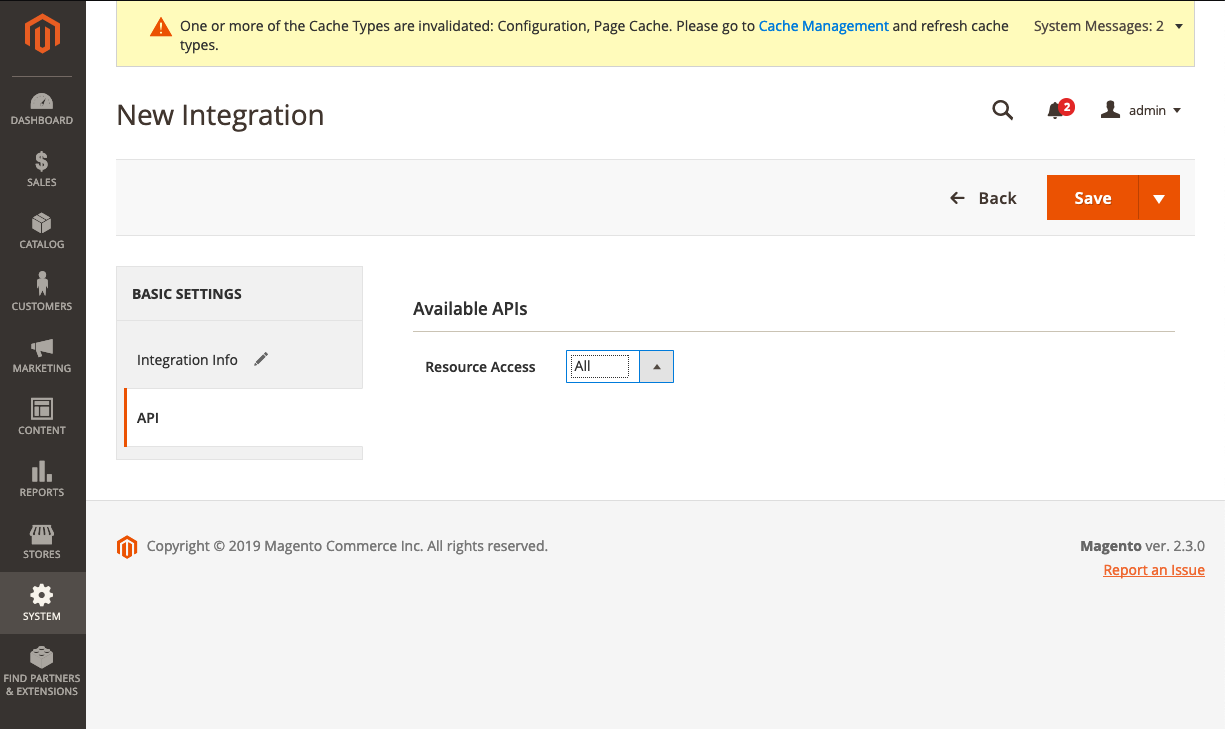 One or more of the Cache Types are invalidated: Configuration, Page Cache. Please go to Cache Management and refresh cache
types.
System Messages: 2
New Integration
2
admin
Back
Save
DASHBOARD
SALES
CATALOG
CUSTOMERS
MARKETING
CONTENT
REPORTS
STORES
SYSTEM
FIND PARTNERS
& EXTENSIONS
BASIC SETTINGS
Integration Info
API
Available APIs
Resource Access
All
Copyright © 2019 Magento Commerce Inc. All rights reserved.
Magento ver. 2.3.0
Report an Issue